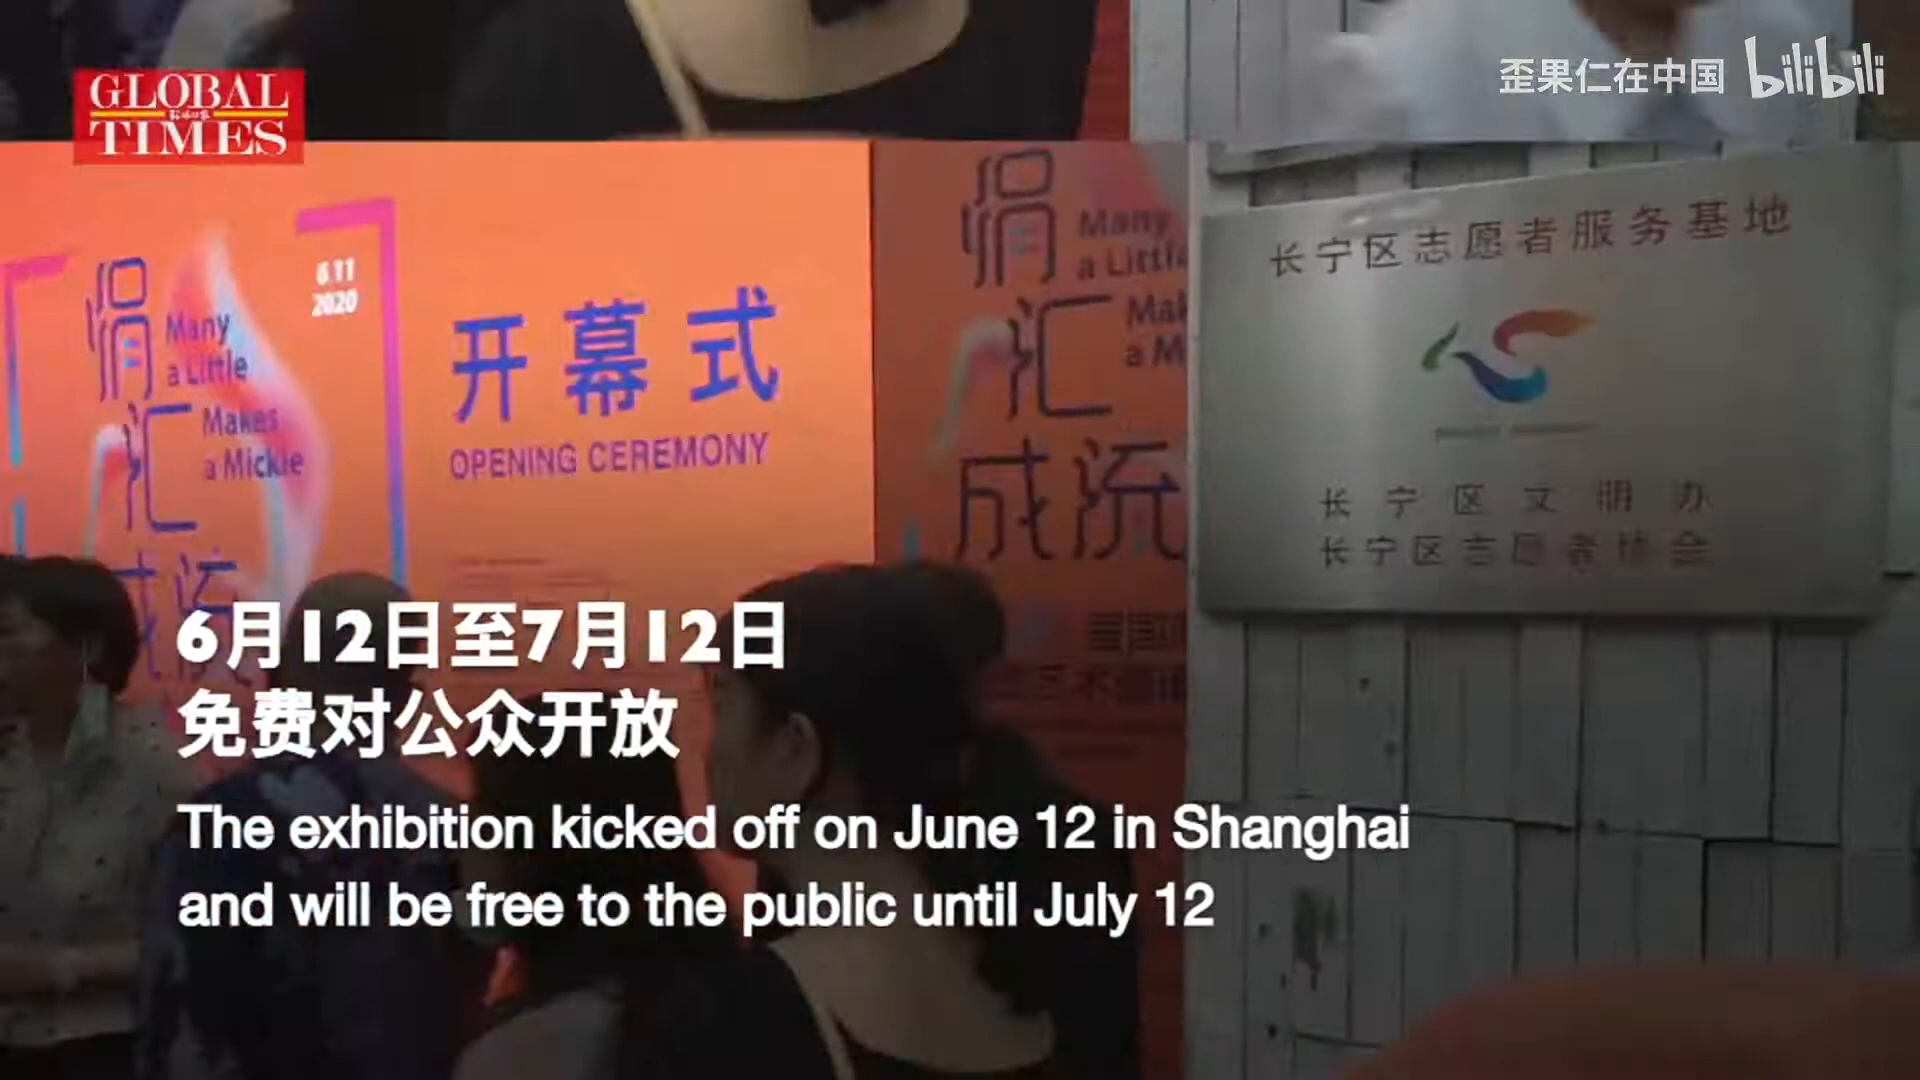 GLOBAL
TIMES
歪果仁在中国 bilibili
涓
Many
a Little
汇
Makes
a Mickle
成流
6.11
2020
开幕式
OPENING CEREMONY
涓
Many
a Little
汇
成流
长宁区志愿者服务基地
长宁区文明办
长宁区志愿者协会
6月12日至7月12日
免费对公众开放
The exhibition kicked off on June 12 in Shanghai
and will be free to the public until July 12